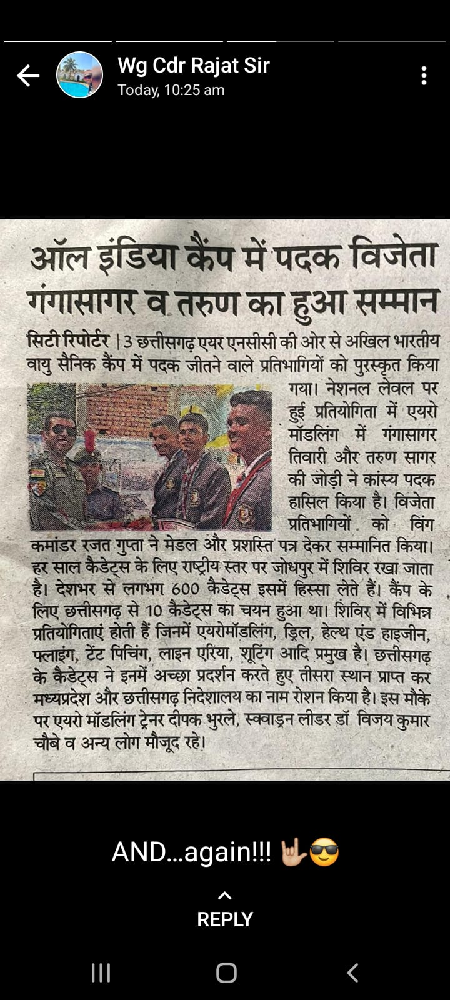 Wg Cdr Rajat Sir
Today, 10:25 am
ऑल इंडिया कैंप में पदक विजेता
गंगासागर व तरुण का हुआ सम्मान
सिटी रिपोर्टर | 3 छत्तीसगढ़ एयर एनसीसी की ओर से अखिल भारतीय
वायु सैनिक कैंप में पदक जीतने वाले प्रतिभागियों को पुरस्कृत किया
गया। नेशनल लेवल पर
हुई प्रतियोगिता में एयरो
मॉडलिंग में गंगासागर
तिवारी और तरुण सागर
की जोड़ी ने कांस्य पदक
हासिल किया है। विजेता
प्रतिभागियों को विंग
कमांडर रजत गुप्ता ने मेडल और प्रशस्ति पत्र देकर सम्मानित किया।
हर साल कैडेट्स के लिए राष्ट्रीय स्तर पर जोधपुर में शिविर रखा जाता
है। देशभर से लगभग 600 कैडेट्स इसमें हिस्सा लेते हैं। कैंप के
लिए छत्तीसगढ़ से 10 कैडेट्स का चयन हुआ था। शिविर में विभिन्न
प्रतियोगिताएं होती हैं जिनमें एयरोमॉडलिंग, ड्रिल, हेल्थ एंड हाइजीन,
फ्लाइंग, टेंट पिचिंग, लाइन एरिया, शूटिंग आदि प्रमुख है। छत्तीसगढ़
के कैडेट्स ने इनमें अच्छा प्रदर्शन करते हुए तीसरा स्थान प्राप्त कर
मध्यप्रदेश और छत्तीसगढ़ निदेशालय का नाम रोशन किया है। इस मौके
पर एयरो मॉडलिंग ट्रेनर दीपक भुरले, स्क्वाड्रन लीडर डॉ विजय कुमार
चौबे व अन्य लोग मौजूद रहे।
AND...again!!! 🤟😎
REPLY